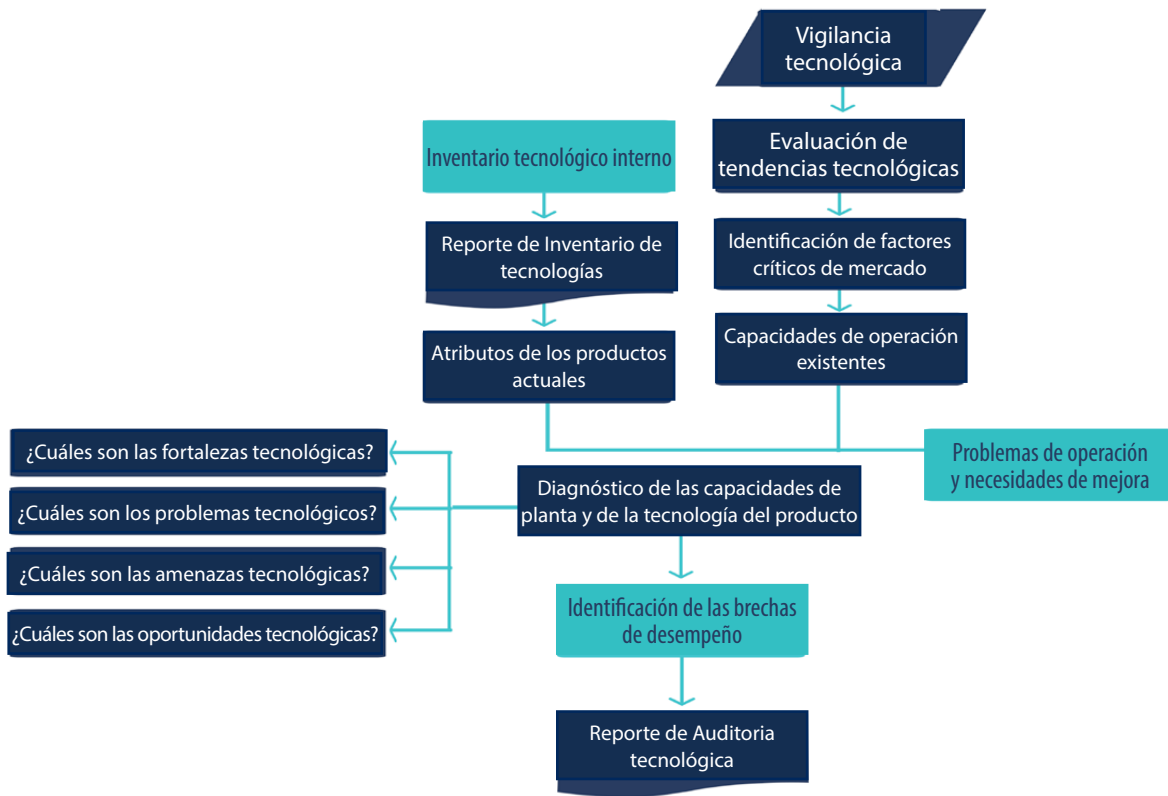 Vigilancia
tecnológica
Evaluación de
tendencias tecnológicas
Inventario tecnológico interno
Reporte de Inventario de
tecnologías
Identificación de factores
críticos de mercado
Atributos de los productos
actuales
Capacidades de operación
existentes
Problemas de operación
y necesidades de mejora
¿Cuáles son las fortalezas tecnológicas?
¿Cuáles son los problemas tecnológicos?
¿Cuáles son las amenazas tecnológicas?
¿Cuáles son las oportunidades tecnológicas?
Diagnóstico de las capacidades de
planta y de la tecnología del producto
Identificación de las brechas
de desempeño
Reporte de Auditoria
tecnológica